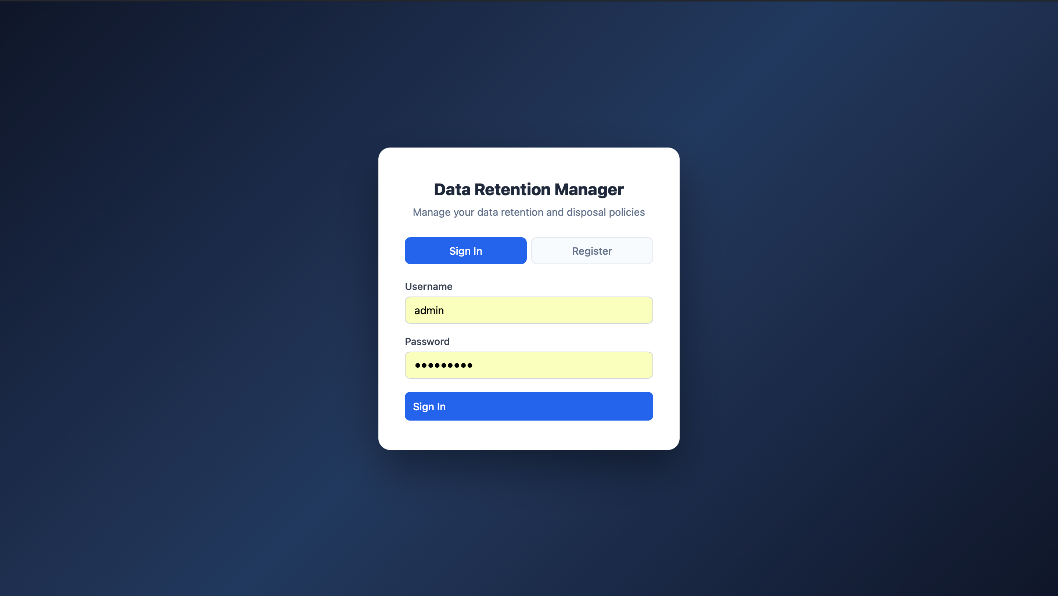 Data Retention Manager
Manage your data retention and disposal policies
Sign In
Register
Username
admin
Password
●●●●●●●●●
Sign In